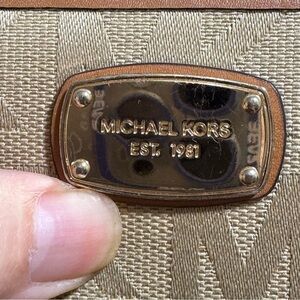 MICHAEL KORS
EST. 1981